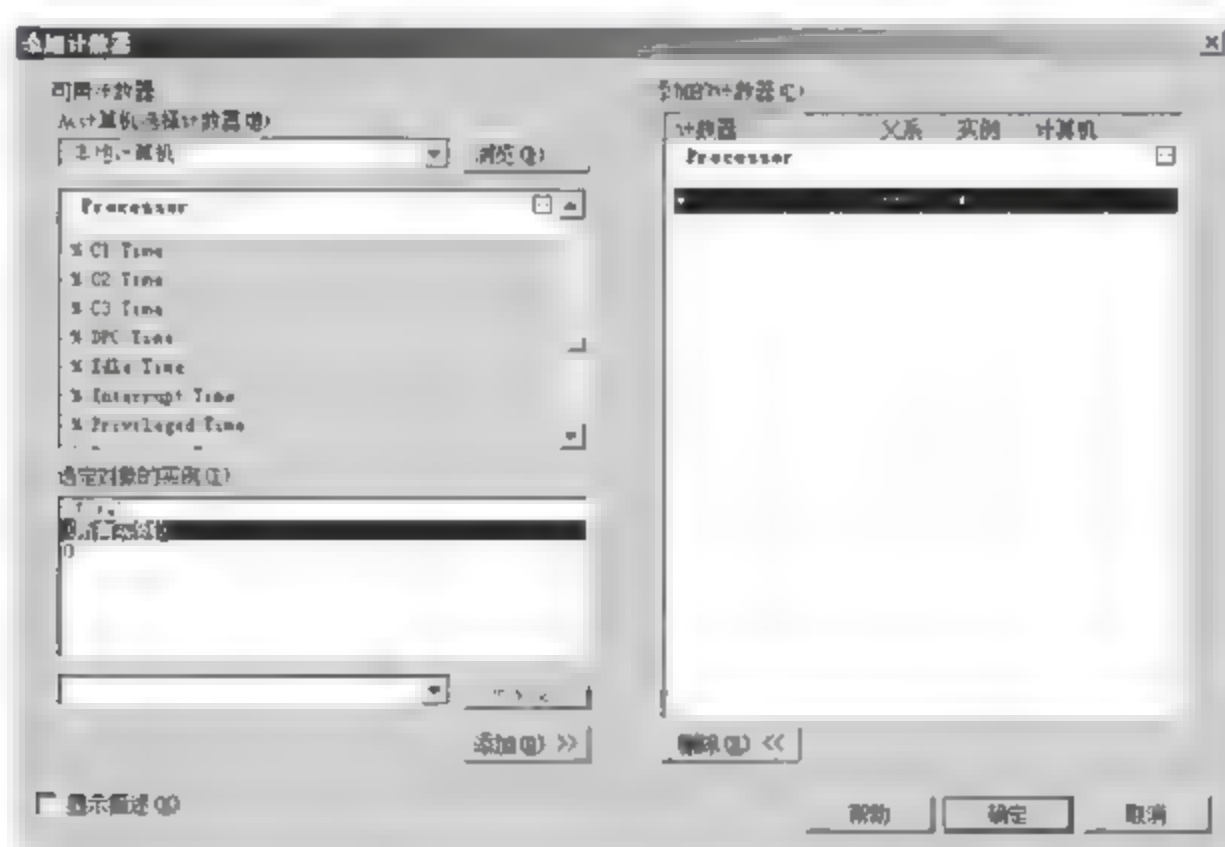 添加计数器
可用计数器
从计算机选择计数器(M)
本地计算机
浏览(B)
Processor
% C1 Time
% C2 Time
% C3 Time
% DPC Time
% Idle Time
% Interrupt Time
% Privileged Time
选定对象的实例(I)
<所有实例>
0
添加(D) >>
显示描述(X)
添加的计数器(C)
计数器 父系 实例 计算机
Processor
删除(R) <<
帮助 确定 取消